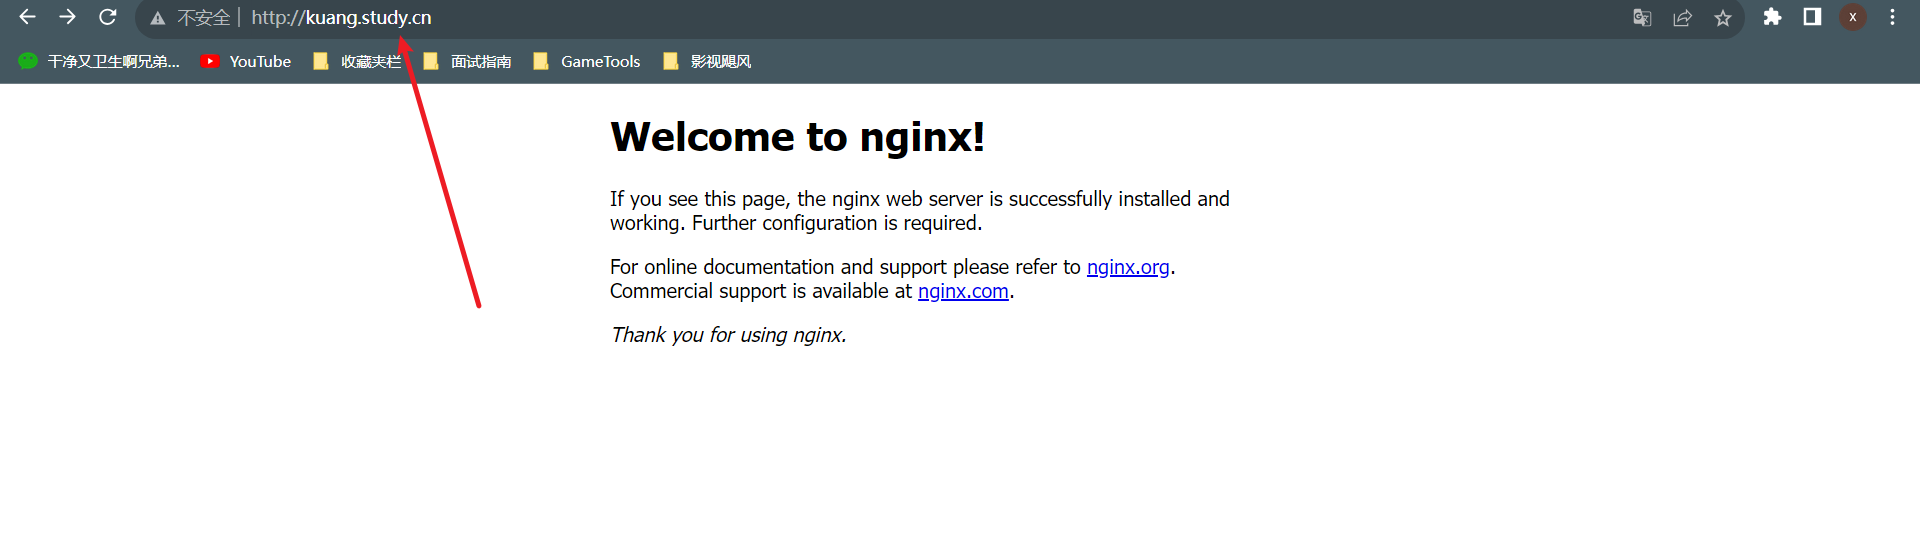 不安全 | http://kuang.study.cn
x
干净又卫生啊兄弟... YouTube 收藏夹栏 面试指南 GameTools 影视飓风
Welcome to nginx!
If you see this page, the nginx web server is successfully installed and
working. Further configuration is required.
For online documentation and support please refer to nginx.org.
Commercial support is available at nginx.com.
Thank you for using nginx.